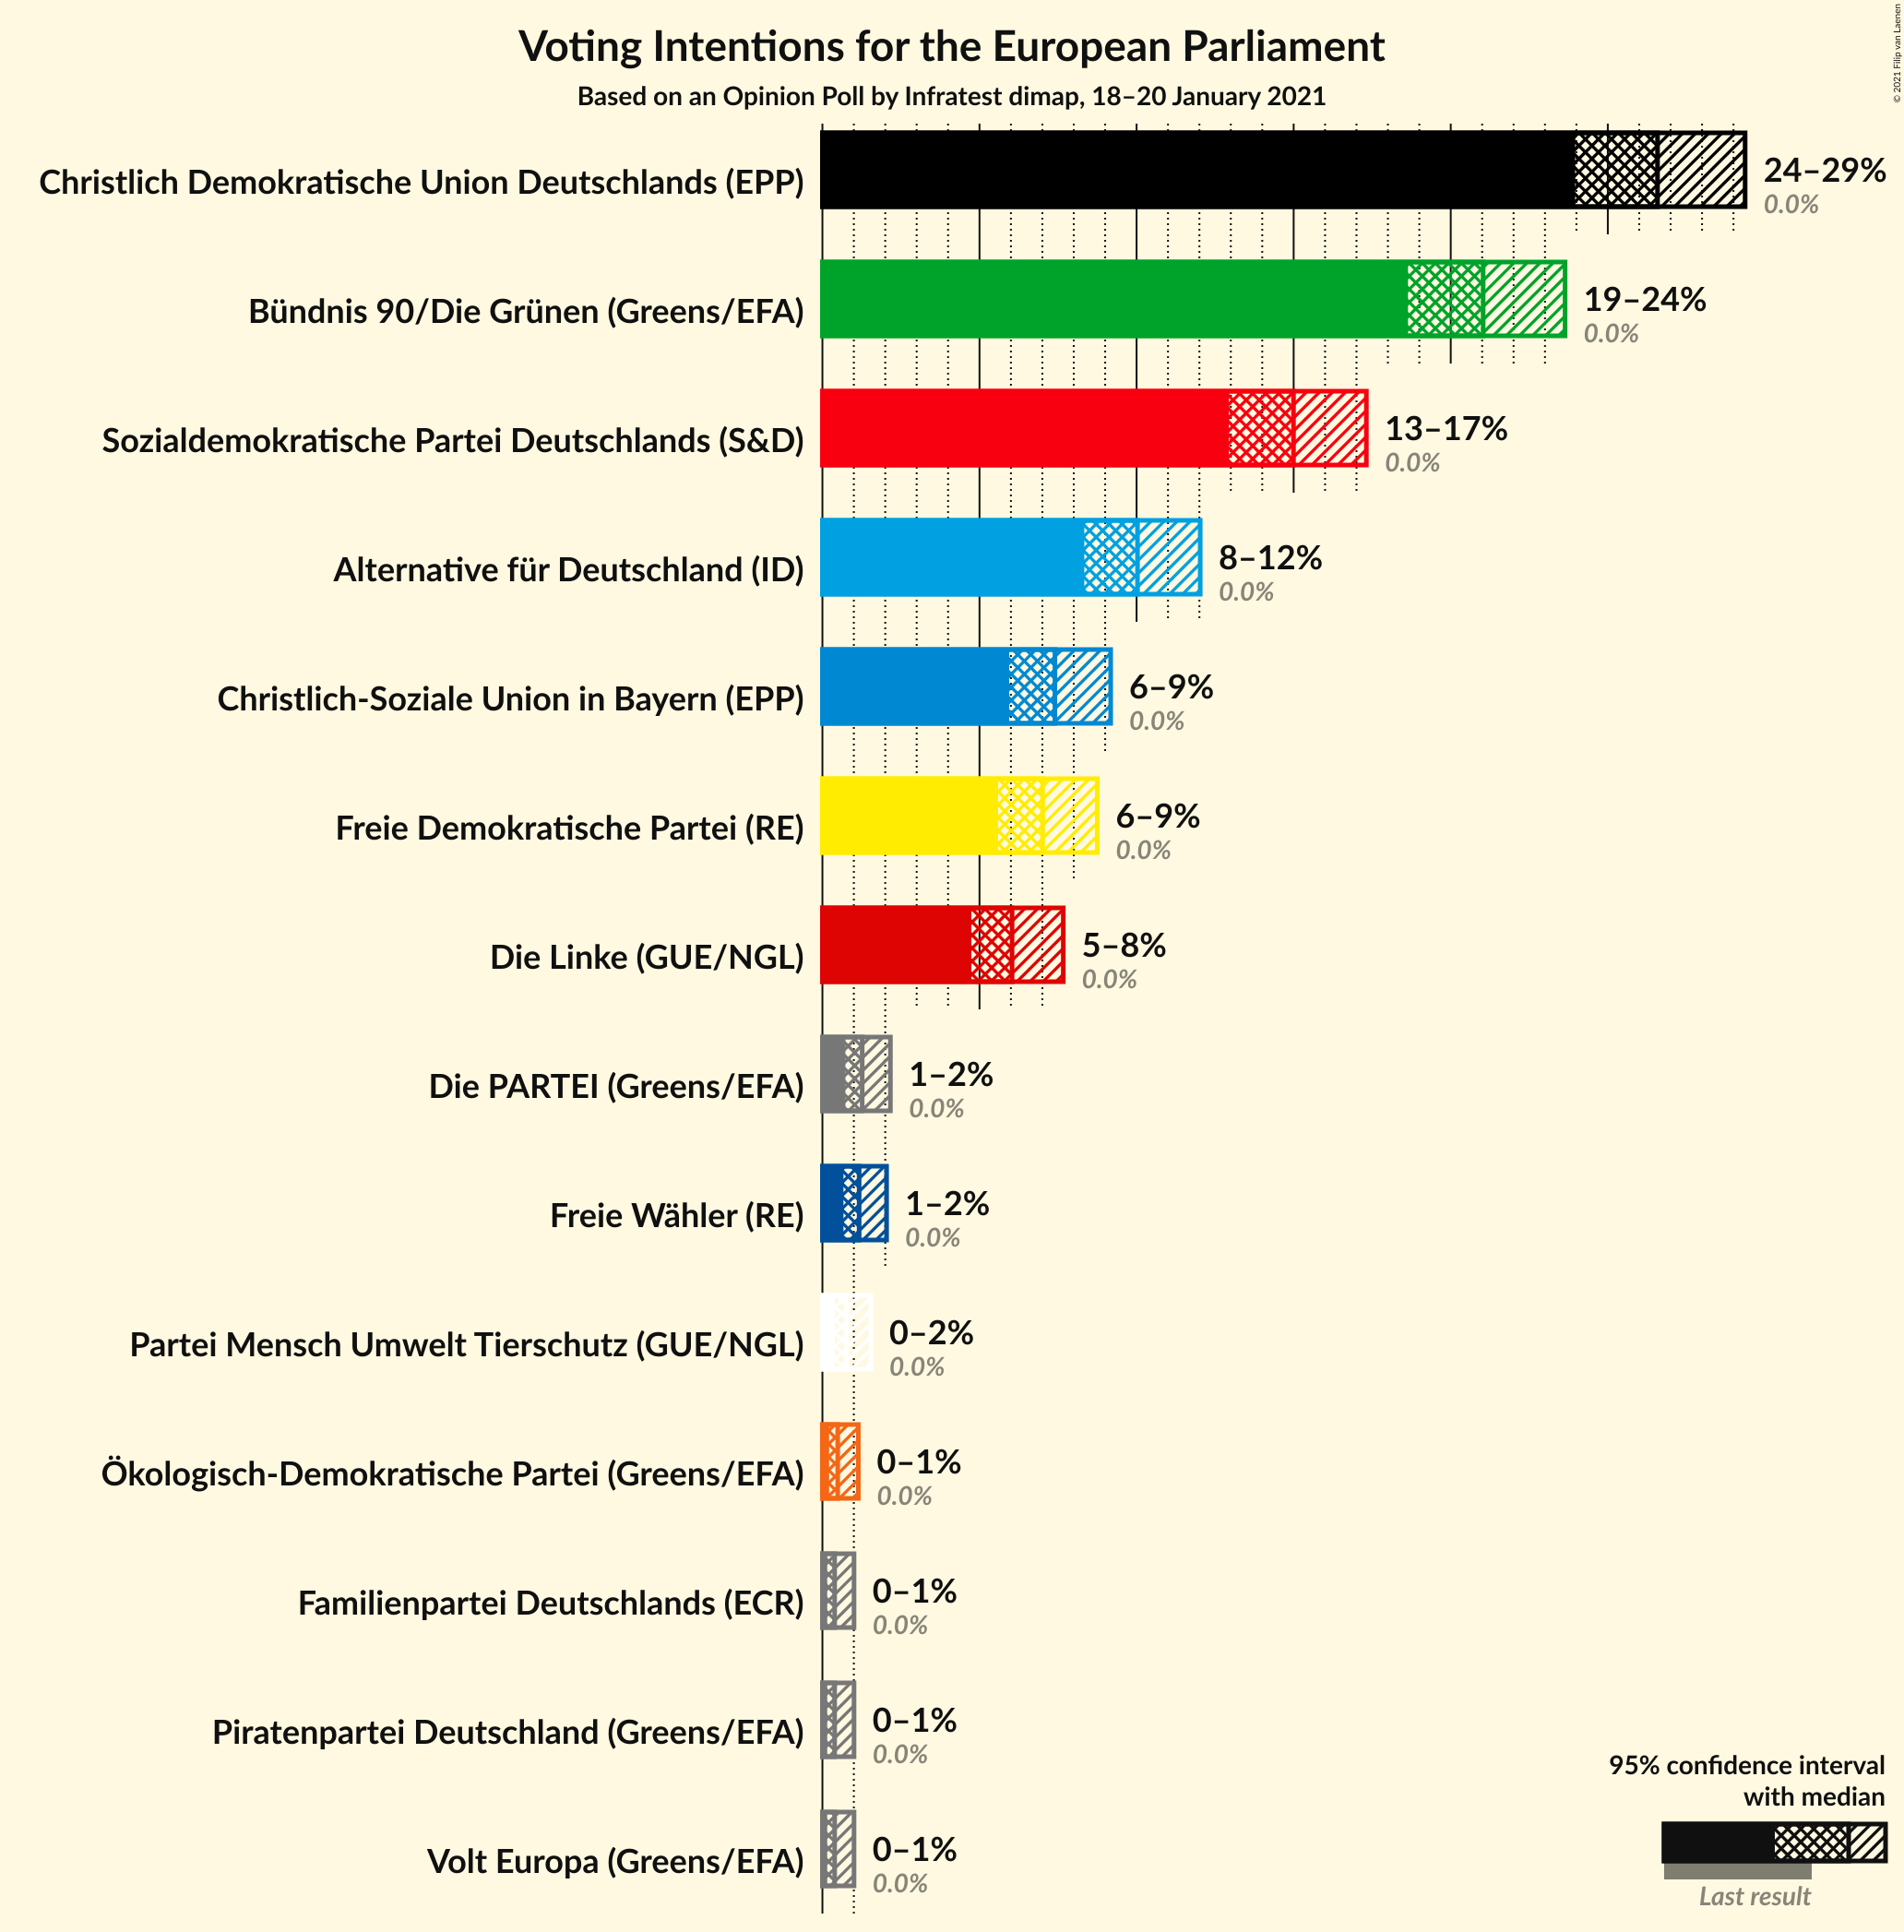 Voting Intentions for the European Parliament
Based on an Opinion Poll by Infratest dimap, 18–20 January 2021
© 2021 Filip van Laenen
Christlich Demokratische Union Deutschlands (EPP)
24–29%
0.0%
Bündnis 90/Die Grünen (Greens/EFA)
19–24%
0.0%
Sozialdemokratische Partei Deutschlands (S&D)
13–17%
0.0%
Alternative für Deutschland (ID)
8–12%
0.0%
Christlich-Soziale Union in Bayern (EPP)
6–9%
0.0%
Freie Demokratische Partei (RE)
6–9%
0.0%
Die Linke (GUE/NGL)
5–8%
0.0%
Die PARTEI (Greens/EFA)
1–2%
0.0%
Freie Wähler (RE)
1–2%
0.0%
Partei Mensch Umwelt Tierschutz (GUE/NGL)
0–2%
0.0%
Ökologisch-Demokratische Partei (Greens/EFA)
0–1%
0.0%
Familienpartei Deutschlands (ECR)
0–1%
0.0%
Piratenpartei Deutschland (Greens/EFA)
0–1%
0.0%
Volt Europa (Greens/EFA)
0–1%
0.0%
95% confidence interval
with median
Last result